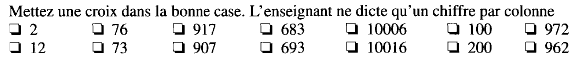 Mettez une croix dans la bonne case. L'enseignant ne dicte qu'un chiffre par colonne
❏ 2 ❏ 76 ❏ 917 ❏ 683 ❏ 10006 ❏ 100 ❏ 972
❏ 12 ❏ 73 ❏ 907 ❏ 693 ❏ 10016 ❏ 200 ❏ 962